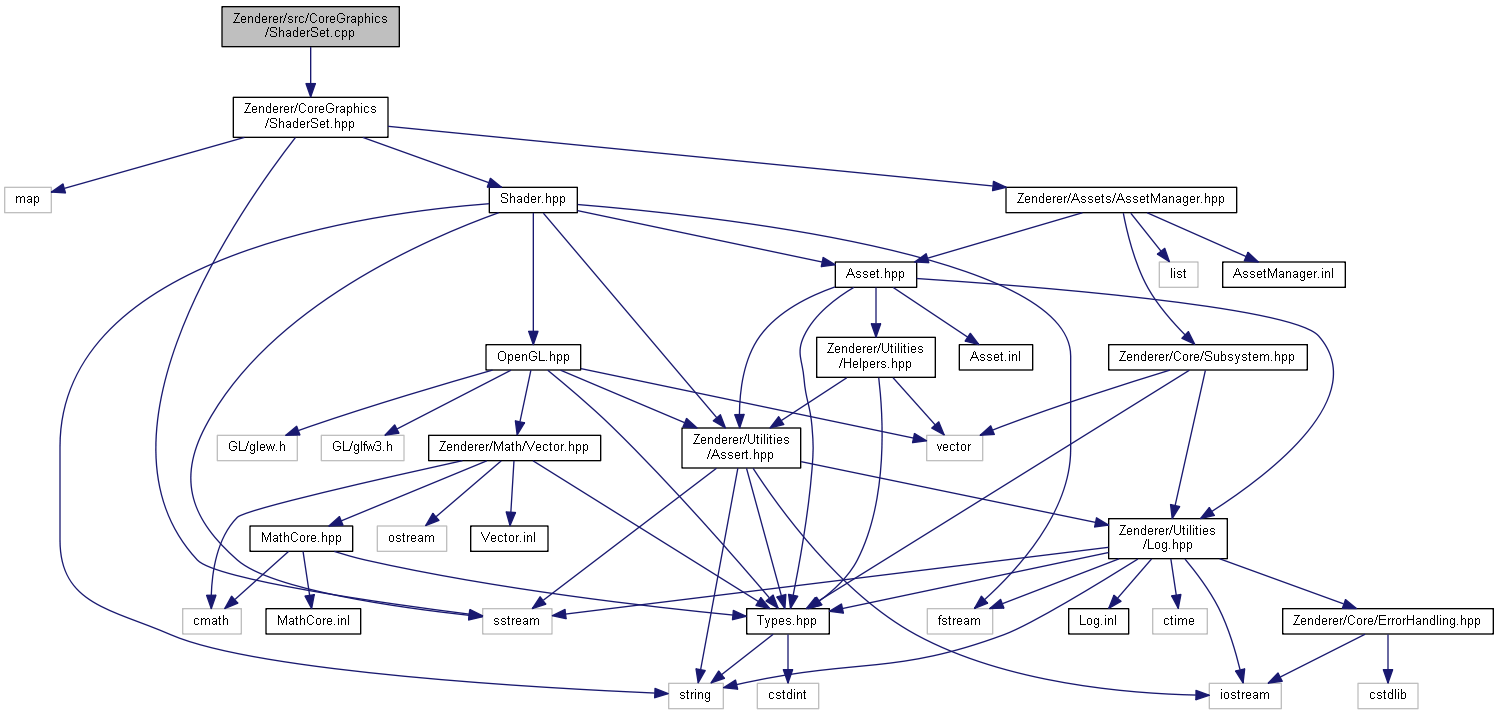 Zenderer/src/CoreGraphics
/ShaderSet.cpp
Zenderer/CoreGraphics
/ShaderSet.hpp
map
Shader.hpp
Zenderer/Assets/AssetManager.hpp
Asset.hpp
list
AssetManager.inl
OpenGL.hpp
Zenderer/Utilities
/Helpers.hpp
Asset.inl
Zenderer/Core/Subsystem.hpp
GL/glew.h
GL/glfw3.h
Zenderer/Math/Vector.hpp
Zenderer/Utilities
/Assert.hpp
vector
MathCore.hpp
ostream
Vector.inl
Zenderer/Utilities
/Log.hpp
cmath
MathCore.inl
sstream
Types.hpp
fstream
Log.inl
ctime
Zenderer/Core/ErrorHandling.hpp
string
cstdint
iostream
cstdlib